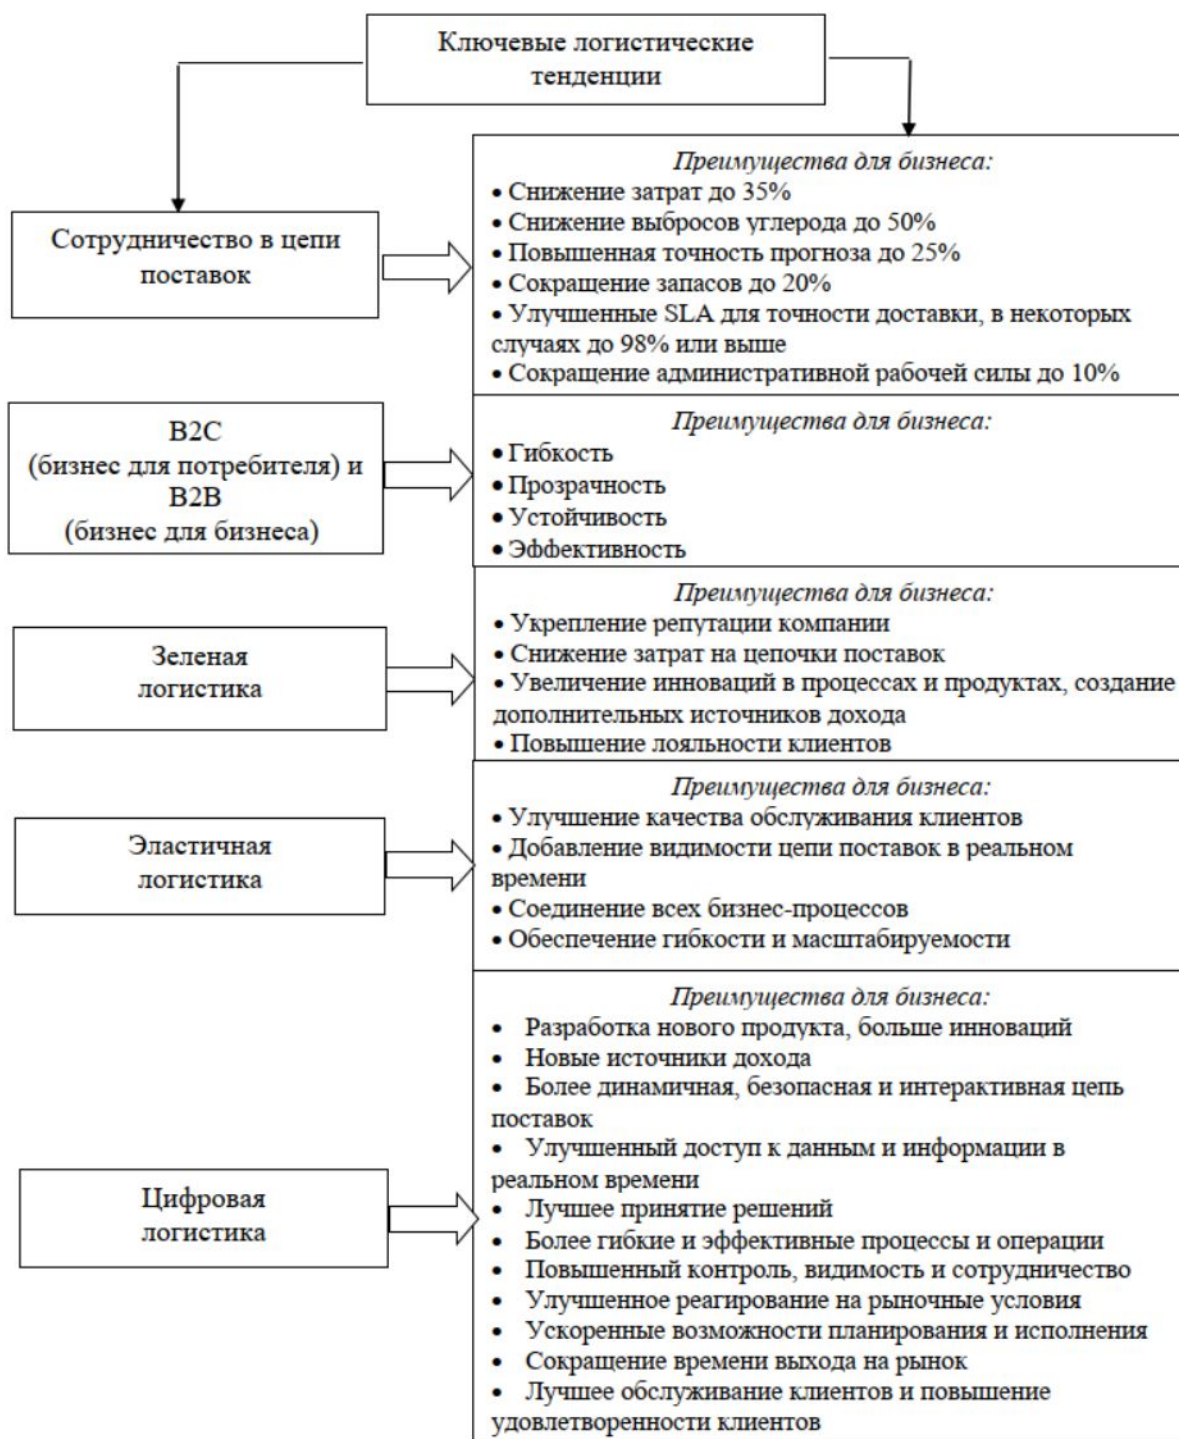 Ключевые логистические
тенденции
Сотрудничество в цепи
поставок
Преимущества для бизнеса:
• Снижение затрат до 35%
• Снижение выбросов углерода до 50%
• Повышенная точность прогноза до 25%
• Сокращение запасов до 20%
• Улучшенные SLA для точности доставки, в некоторых
случаях до 98% или выше
• Сокращение административной рабочей силы до 10%
B2C
(бизнес для потребителя) и
B2B
(бизнес для бизнеса)
Преимущества для бизнеса:
• Гибкость
• Прозрачность
• Устойчивость
• Эффективность
Зеленая
логистика
Преимущества для бизнеса:
• Укрепление репутации компании
• Снижение затрат на цепочки поставок
• Увеличение инноваций в процессах и продуктах, создание
дополнительных источников дохода
• Повышение лояльности клиентов
Эластичная
логистика
Преимущества для бизнеса:
• Улучшение качества обслуживания клиентов
• Добавление видимости цепи поставок в реальном
времени
• Соединение всех бизнес-процессов
• Обеспечение гибкости и масштабируемости
Цифровая
логистика
Преимущества для бизнеса:
• Разработка нового продукта, больше инноваций
• Новые источники дохода
• Более динамичная, безопасная и интерактивная цепь
поставок
• Улучшенный доступ к данным и информации в
реальном времени
• Лучшее принятие решений
• Более гибкие и эффективные процессы и операции
• Повышенный контроль, видимость и сотрудничество
• Улучшенное реагирование на рыночные условия
• Ускоренные возможности планирования и исполнения
• Сокращение времени выхода на рынок
• Лучшее обслуживание клиентов и повышение
удовлетворенности клиентов